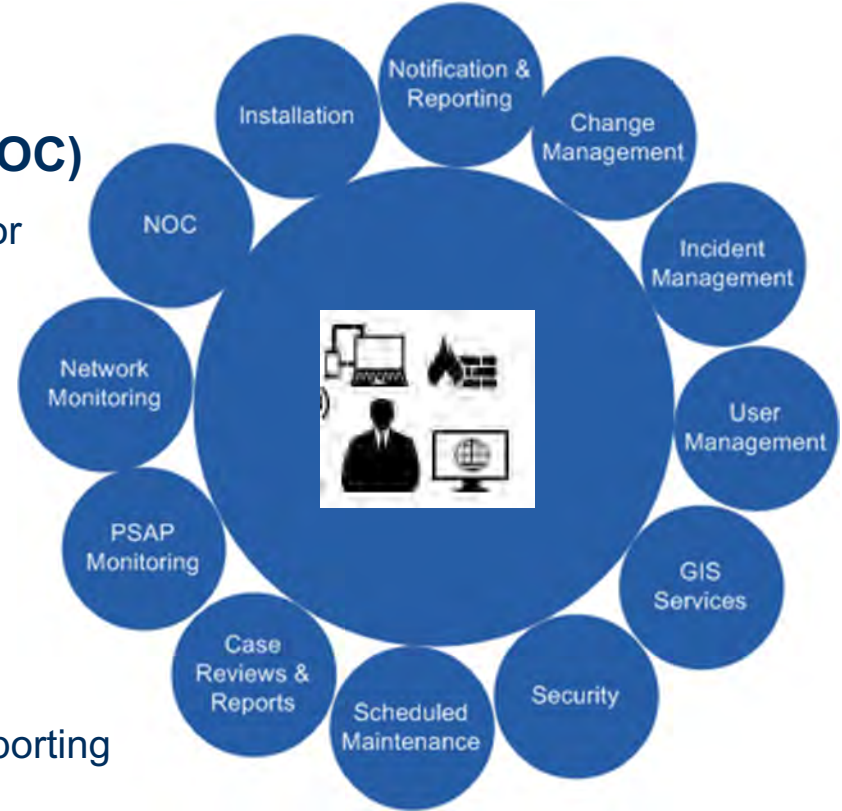 OC)
or
porting
Notification &
Reporting
Change
Management
Incident
Management
User
Management
GIS
Services
Security
Scheduled
Maintenance
Case
Reviews &
Reports
PSAP
Monitoring
Network
Monitoring
NOC
Installation